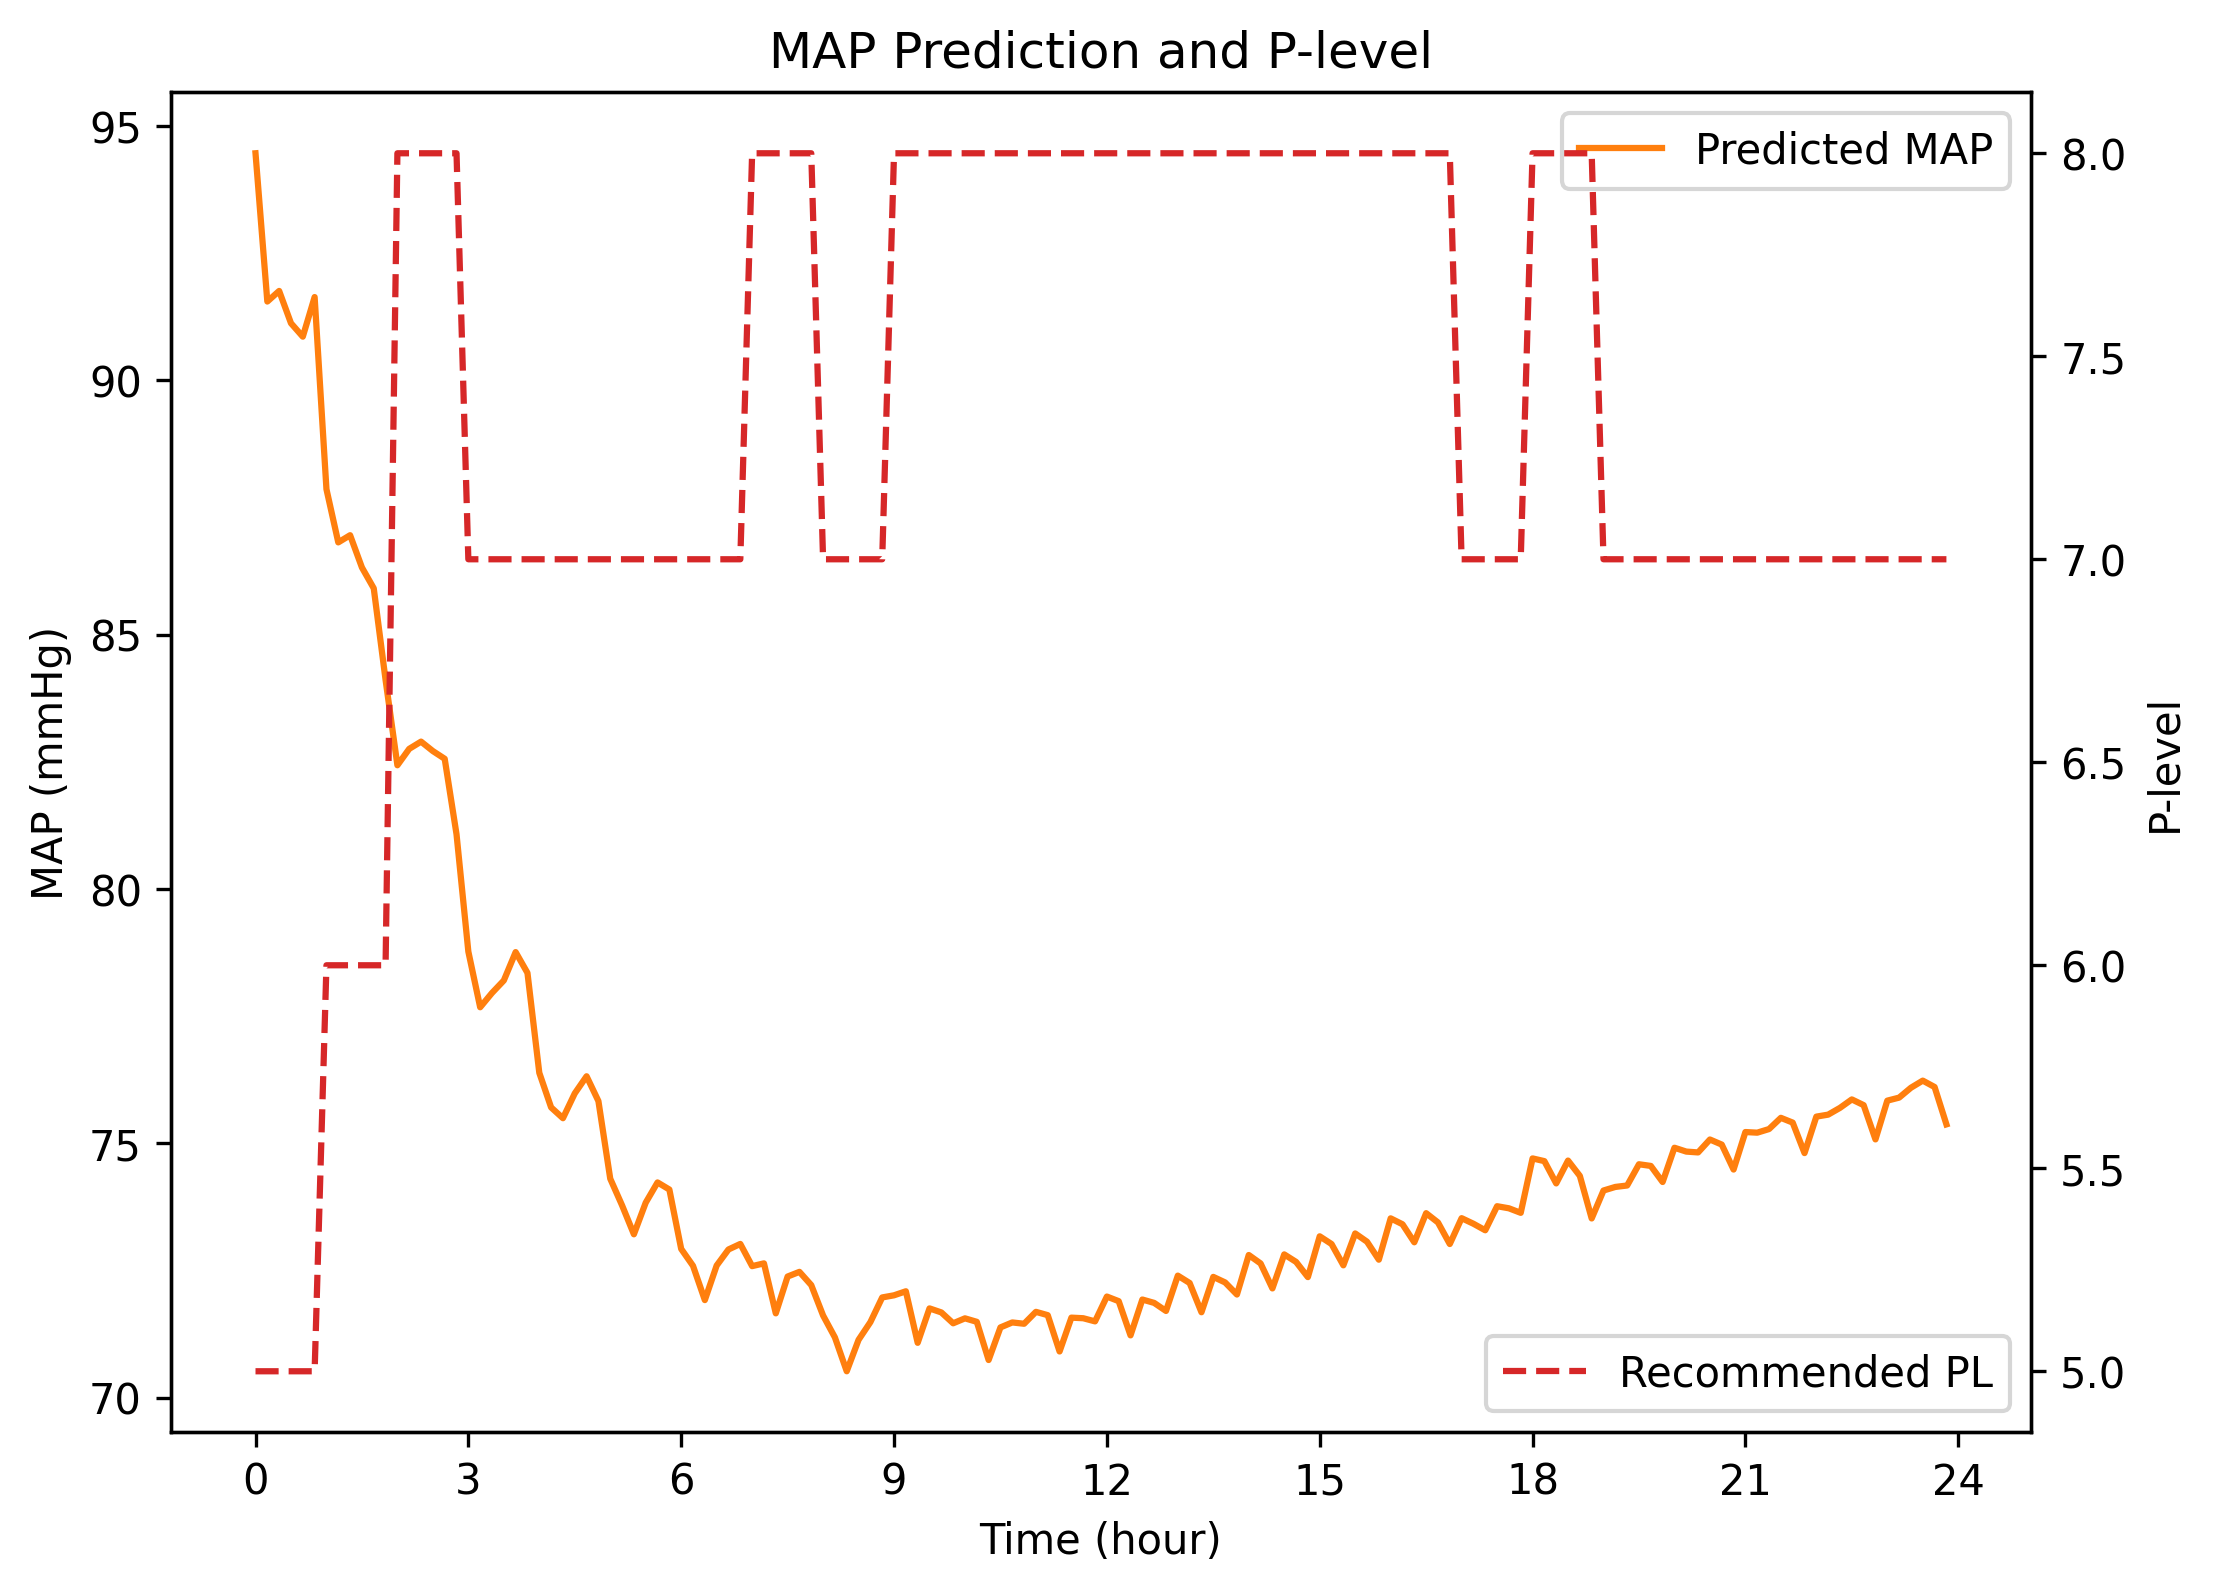 MAP Prediction and P-level
Predicted MAP
Recommended PL
MAP (mmHg)
95
90
85
80
75
70
8.0
7.5
7.0
6.5
6.0
5.5
5.0
P-level
0 3 6 9 12 15 18 21 24
Time (hour)